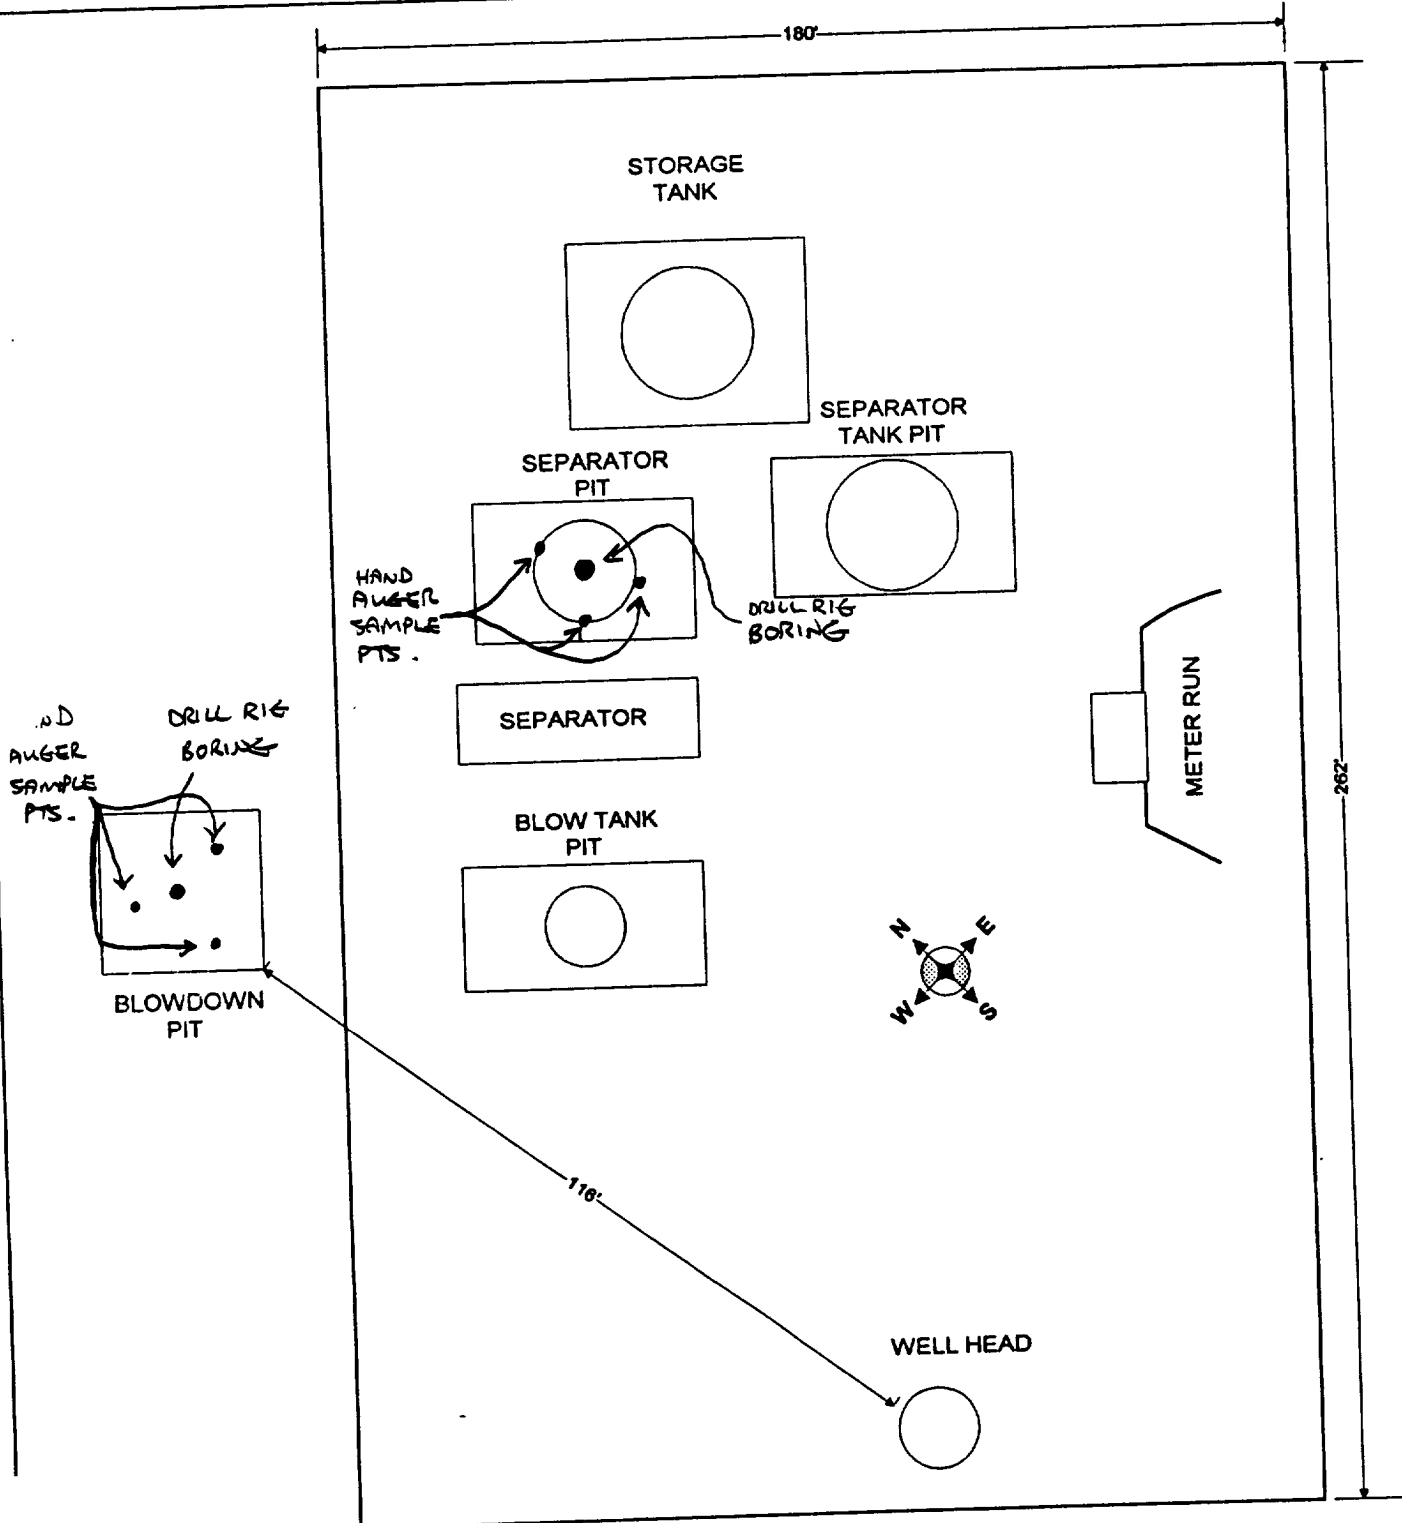 180'
STORAGE
TANK
SEPARATOR
TANK PIT
SEPARATOR
PIT
HAND
AUGER
SAMPLE
PTS.
DRILL RIG
BORING
SEPARATOR
METER RUN
262'
ND
AUGER
SAMPLE
PTS.
DRILL RIG
BORING
BLOW TANK
PIT
BLOWDOWN
PIT
N
E
W
S
116'
WELL HEAD